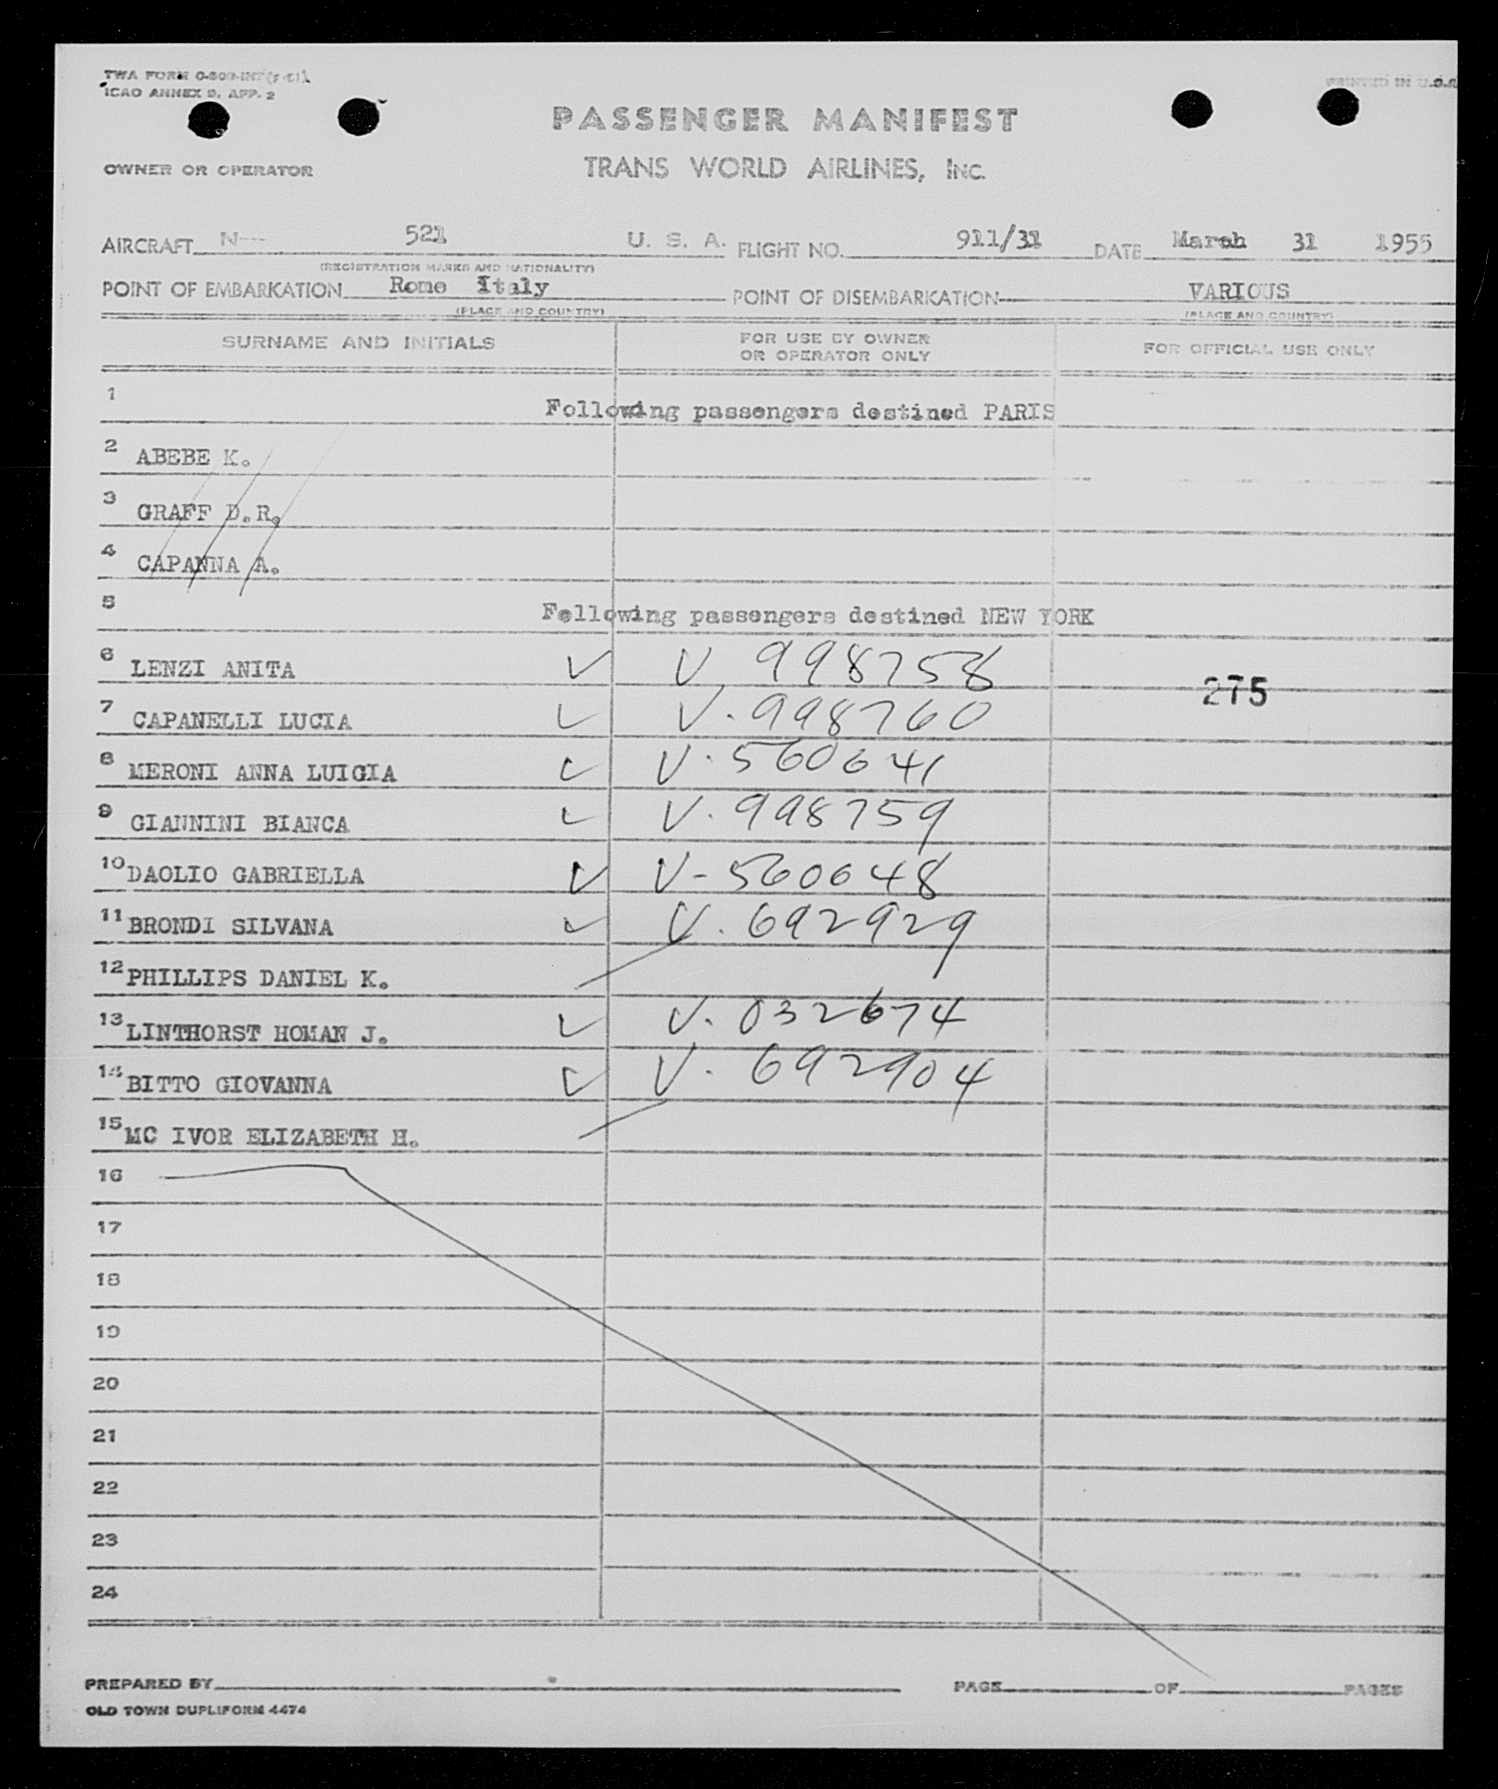 TWA FORM
ICAO ANNEX 9, APP. 2
PRINTED IN U.S.A
PASSENGER MANIFEST
OWNER OR OPERATOR
TRANS WORLD AIRLINES, INC.
AIRCRAFT N--- 521 U. S. A. FLIGHT NO. 911/31 DATE March 31 1955
(REGISTRATION MARKS AND NATIONALITY)
POINT OF EMBARKATION Rome Italy POINT OF DISEMBARKATION VARIOUS
(PLACE AND COUNTRY) (PLACE AND COUNTRY)
SURNAME AND INITIALS FOR USE BY OWNER OR OPERATOR ONLY FOR OFFICIAL USE ONLY
1 Following passengers destined PARIS
2 ABEBE K.
3 GRAFF D.R.
4 CAPANNA A.
5 Following passengers destined NEW YORK
6 LENZI ANITA ✓ V. 998758
275
7 CAPANELLI LUCIA ✓ V. 998760
8 MERONI ANNA LUIGIA ✓ V. 560641
9 GIANNINI BIANCA ✓ V. 998759
10 DAOLIO GABRIELLA ✓ V- 560648
11 BRONDI SILVANA ✓ V. 692929
12 PHILLIPS DANIEL K.
13 LINTHORST HOMAN J. ✓ V. 032674
14 BITTO GIOVANNA ✓ V. 692904
15 MC IVOR ELIZABETH H.
16
17
18
19
20
21
22
23
24
PREPARED BY PAGE OF PAGES
OLD TOWN DUPLIFORM 4474